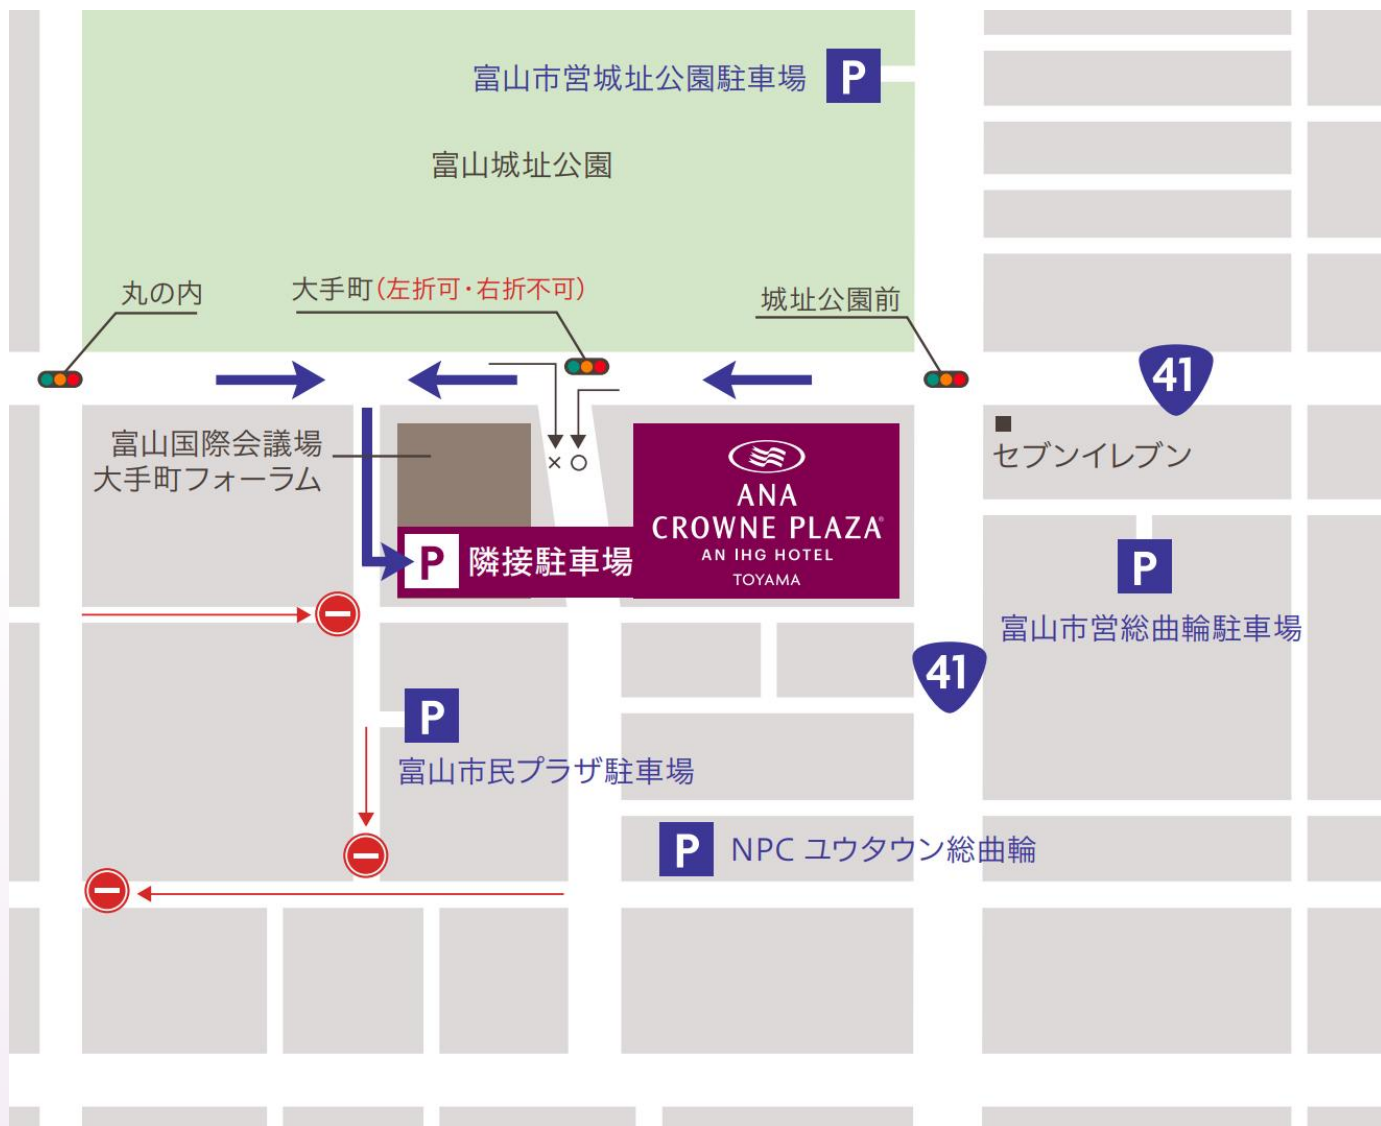 富山市営城址公園駐車場
P
富山城址公園
丸の内
大手町(左折可・右折不可)
城址公園前
41
富山国際会議場
大手町フォーラム
×○
セブンイレブン
ANA
CROWNE PLAZA®
AN IHG HOTEL
TOYAMA
P 隣接駐車場
P
富山市営総曲輪駐車場
41
P
富山市民プラザ駐車場
P NPC ユウタウン総曲輪